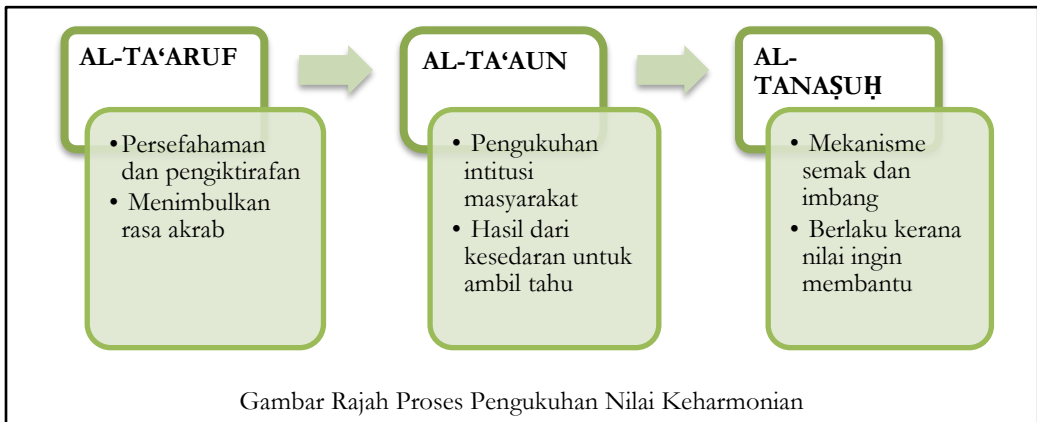 AL-TA‘ARUF
• Persefahaman
dan pengiktirafan
• Menimbulkan
rasa akrab
AL-TA‘AUN
• Pengukuhan
intitusi
masyarakat
• Hasil dari
kesedaran untuk
ambil tahu
AL-
TANAṢUḤ
• Mekanisme
semak dan
imbang
• Berlaku kerana
nilai ingin
membantu
Gambar Rajah Proses Pengukuhan Nilai Keharmonian